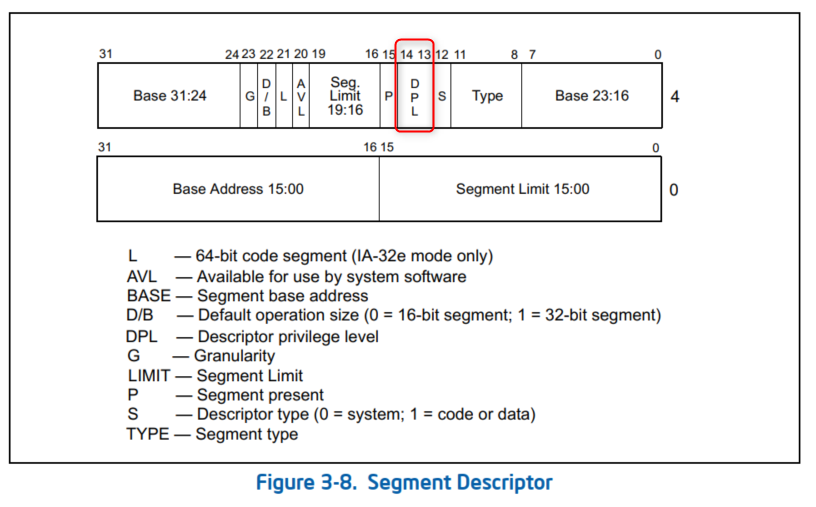 31 24 23 22 21 20 19 16 15 14 13 12 11 8 7 0
Base 31:24 G D/B L AVL Seg. Limit 19:16 P DPL S Type Base 23:16 4
31 16 15 0
Base Address 15:00 Segment Limit 15:00 0
L — 64-bit code segment (IA-32e mode only)
AVL — Available for use by system software
BASE — Segment base address
D/B — Default operation size (0 = 16-bit segment; 1 = 32-bit segment)
DPL — Descriptor privilege level
G — Granularity
LIMIT — Segment Limit
P — Segment present
S — Descriptor type (0 = system; 1 = code or data)
TYPE — Segment type
Figure 3-8. Segment Descriptor